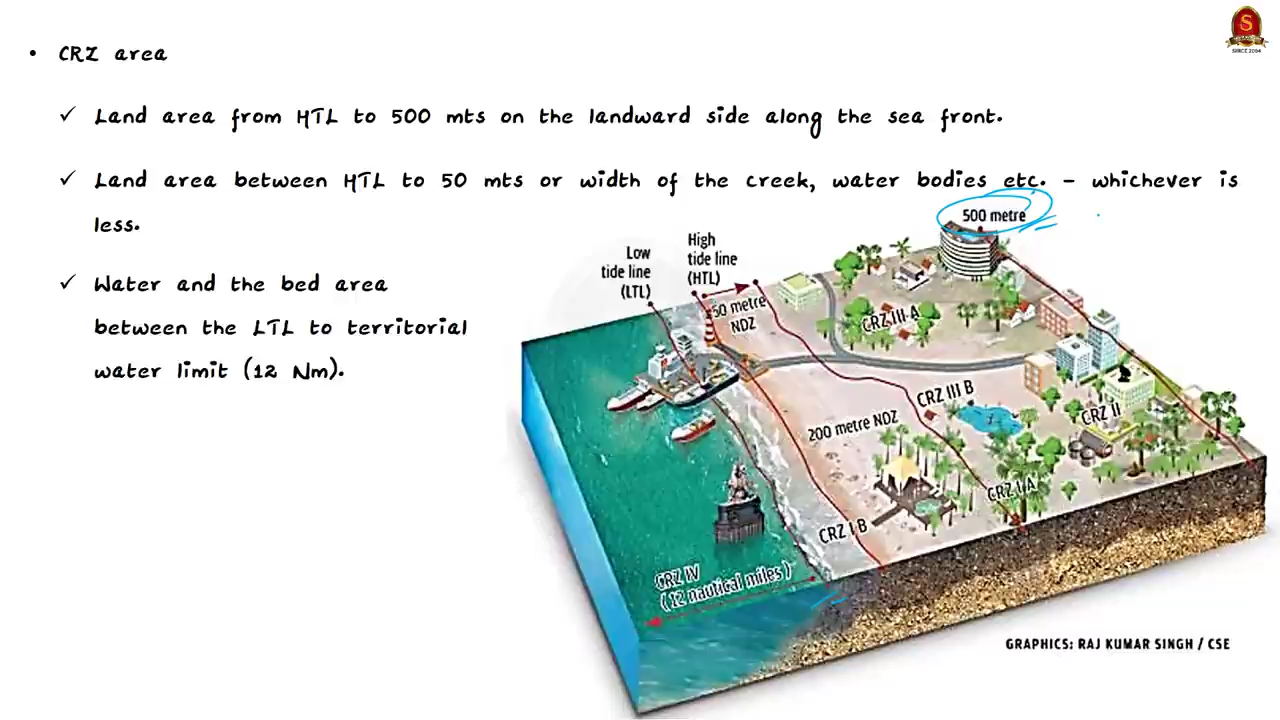 S
SINCE 2004
• CRZ area
✓ Land area from HTL to 500 mts on the landward side along the sea front.
✓ Land area between HTL to 50 mts or width of the creek, water bodies etc. – whichever is
less.
✓ Water and the bed area
between the LTL to territorial
water limit (12 Nm).
500 metre
Low
tide line
(LTL)
High
tide line
(HTL)
50 metre
NDZ
CRZ III A
CRZ III B
200 metre NDZ
CRZ II
CRZ I A
CRZ I B
CRZ IV
(12 nautical miles)
GRAPHICS: RAJ KUMAR SINGH / CSE